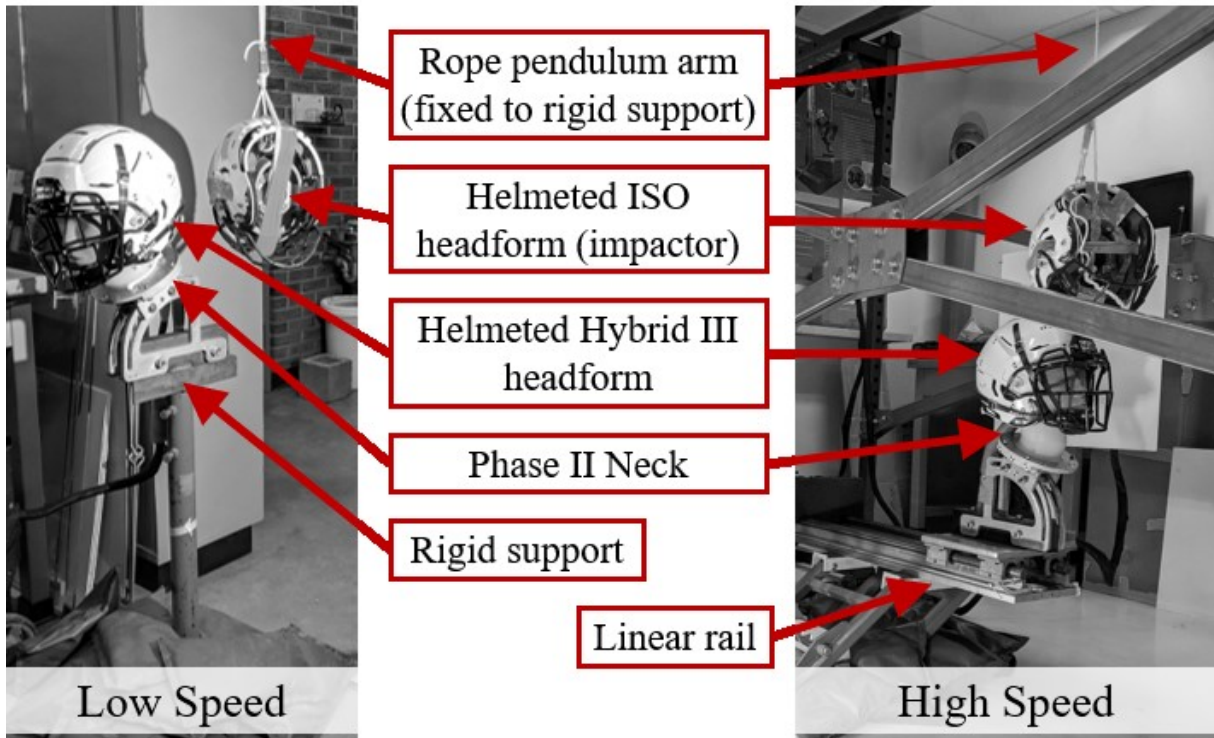 Rope pendulum arm
(fixed to rigid support)
Helmeted ISO
headform (impactor)
Helmeted Hybrid III
headform
Phase II Neck
Rigid support
Linear rail
Low Speed
High Speed